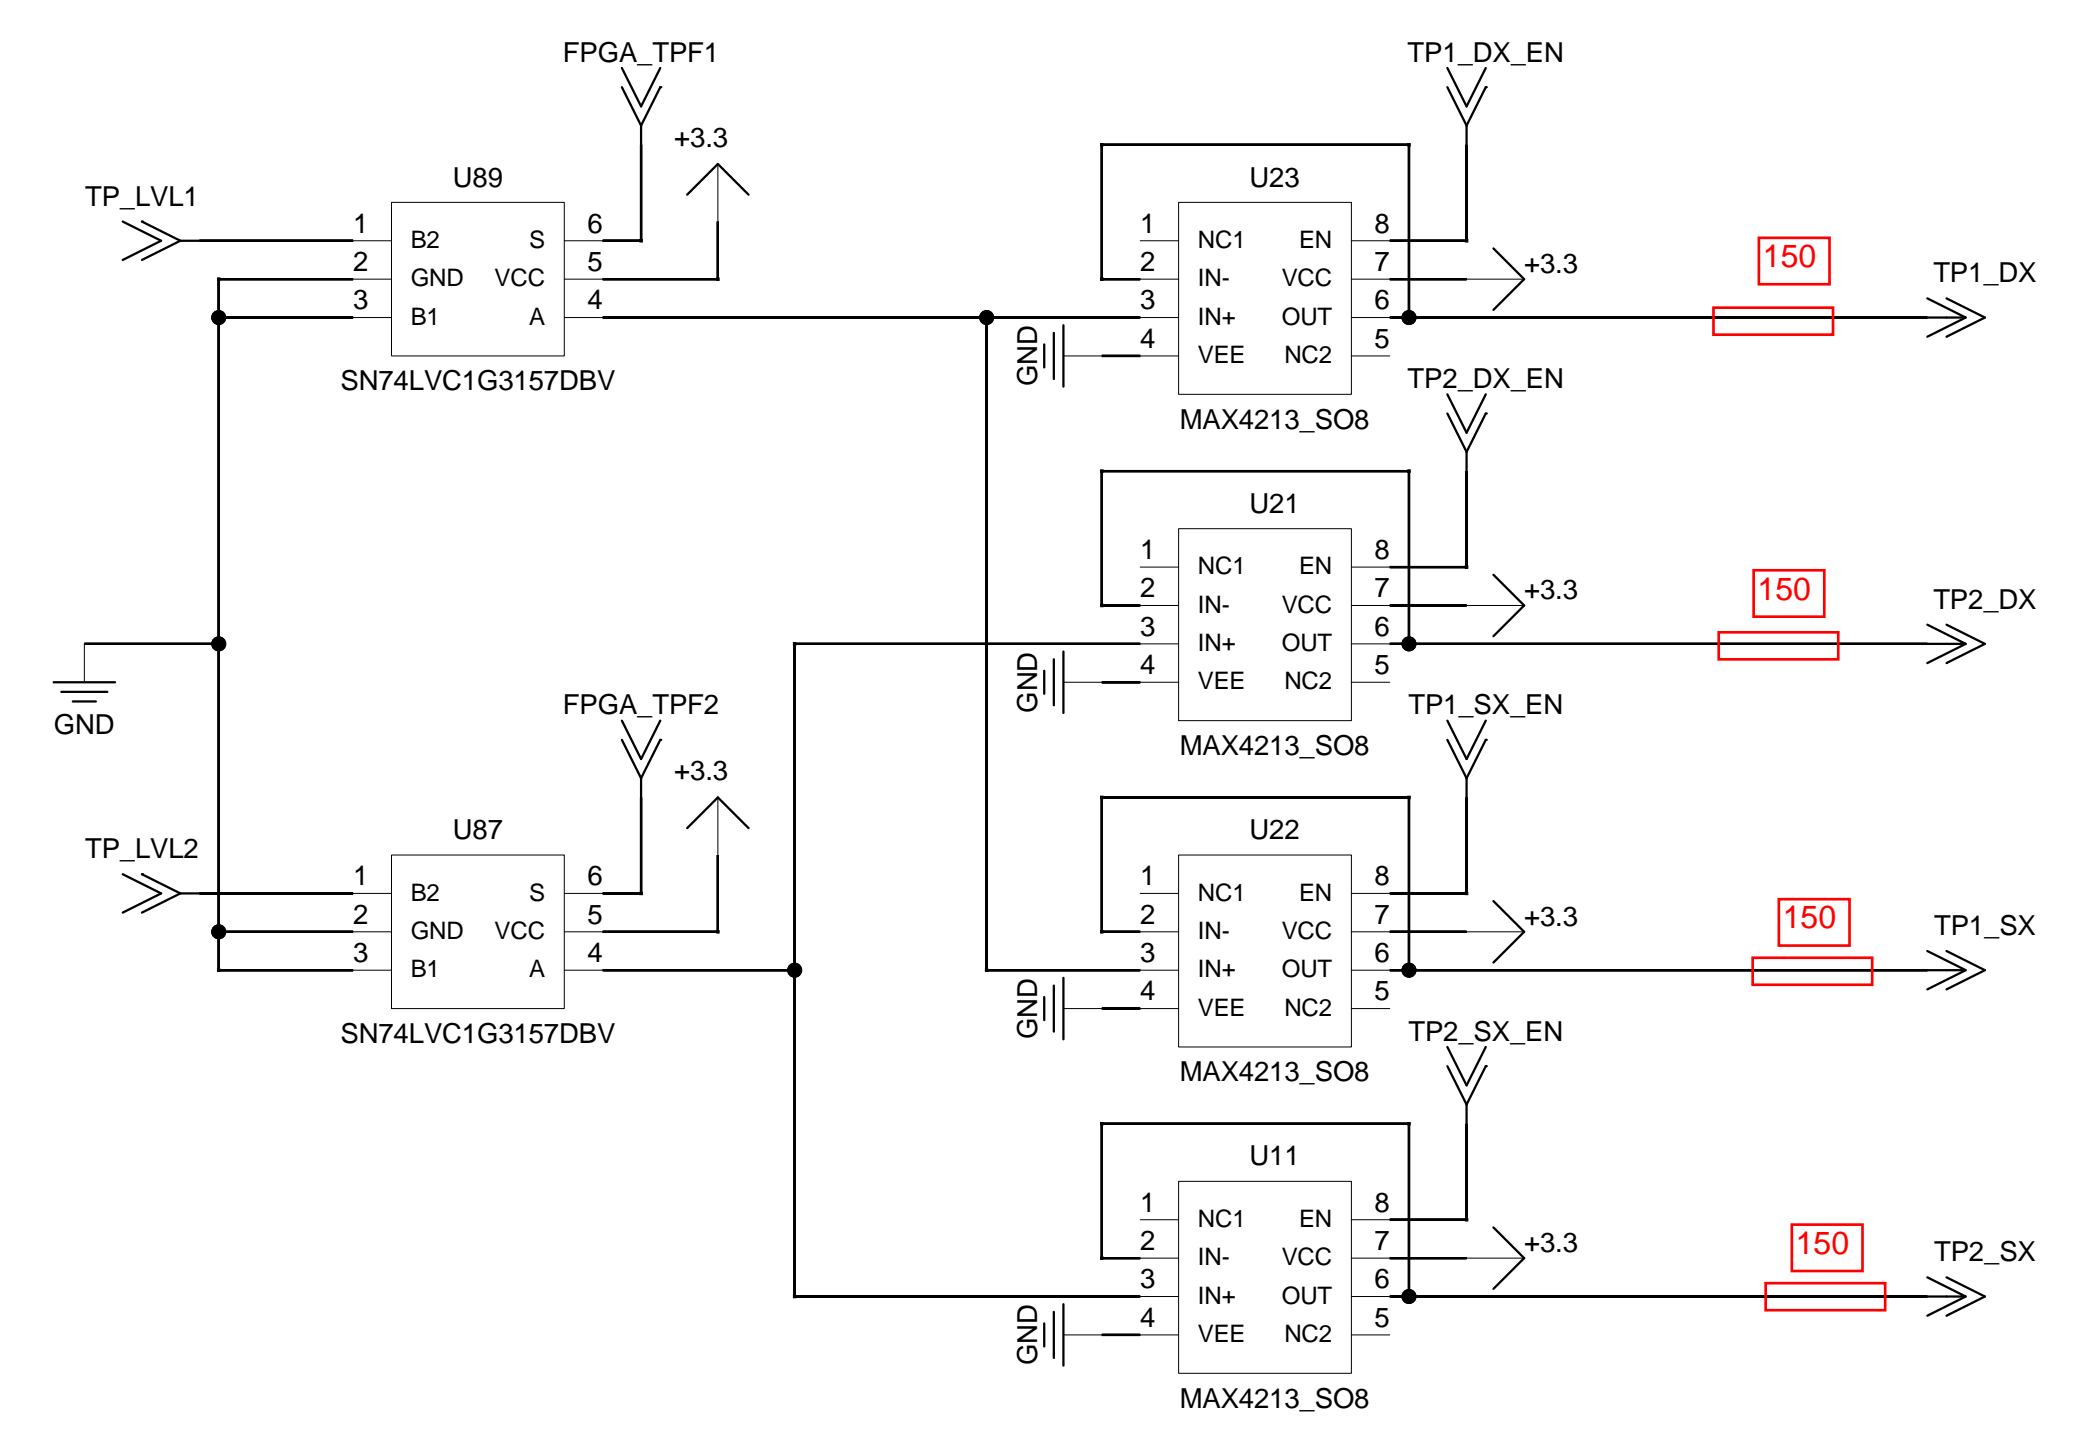 FPGA_TPF1
+3.3
U89
TP_LVL1
1 B2 S 6
2 GND VCC 5
3 B1 A 4
SN74LVC1G3157DBV
TP1_DX_EN
U23
1 NC1 EN 8
2 IN- VCC 7 +3.3
3 IN+ OUT 6
4 VEE NC2 5
GND
MAX4213_SO8
150
TP1_DX
TP2_DX_EN
U21
1 NC1 EN 8
2 IN- VCC 7 +3.3
3 IN+ OUT 6
4 VEE NC2 5
GND
MAX4213_SO8
150
TP2_DX
GND
FPGA_TPF2
+3.3
U87
TP_LVL2
1 B2 S 6
2 GND VCC 5
3 B1 A 4
SN74LVC1G3157DBV
TP1_SX_EN
U22
1 NC1 EN 8
2 IN- VCC 7 +3.3
3 IN+ OUT 6
4 VEE NC2 5
GND
MAX4213_SO8
150
TP1_SX
TP2_SX_EN
U11
1 NC1 EN 8
2 IN- VCC 7 +3.3
3 IN+ OUT 6
4 VEE NC2 5
GND
MAX4213_SO8
150
TP2_SX